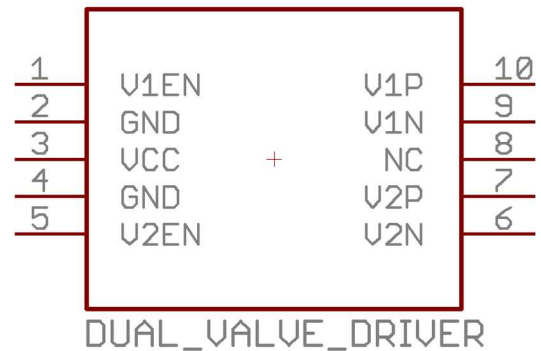 1 V1EN V1P 10
2 GND V1N 9
3 VCC NC 8
4 GND V2P 7
5 V2EN V2N 6
DUAL_VALVE_DRIVER